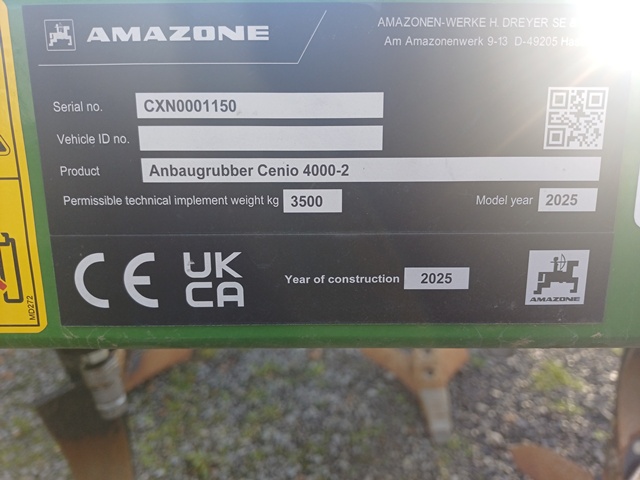 AMAZONE
AMAZONEN-WERKE H. DREYER SE
Am Amazonenwerk 9-13 D-49205
Serial no. CXN0001150
Vehicle ID no.
Product Anbaugrubber Cenio 4000-2
Permissible technical implement weight kg 3500 Model year 2025
CE UK
CA
Year of construction 2025
AMAZONE
MD272